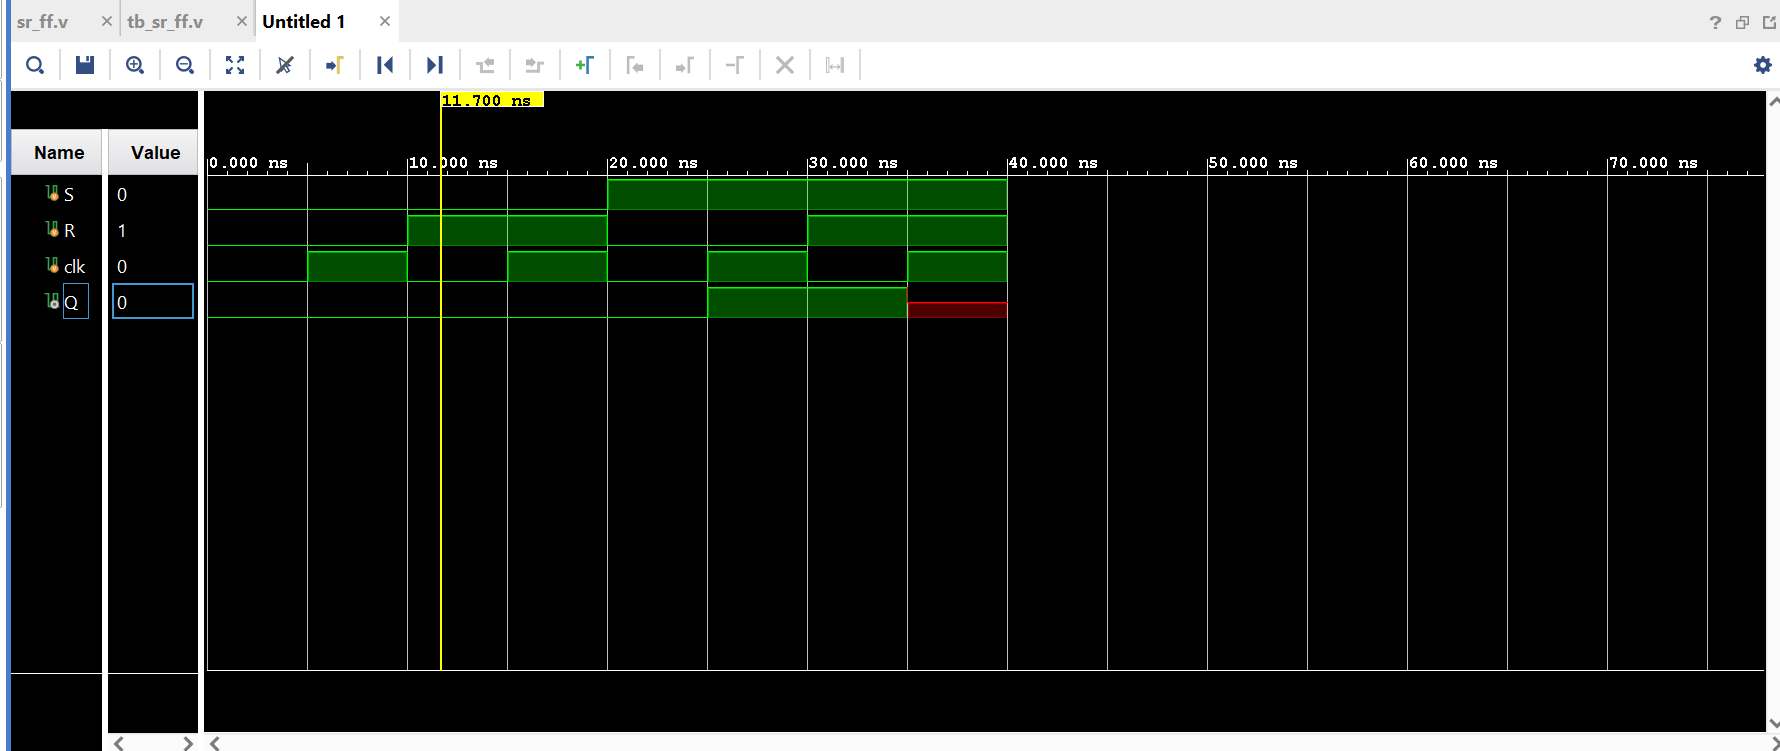 sr_ff.v
tb_sr_ff.v
Untitled 1
11.700 ns
Name Value
0.000 ns 10.000 ns 20.000 ns 30.000 ns 40.000 ns 50.000 ns 60.000 ns 70.000 ns
S 0
R 1
clk 0
Q 0